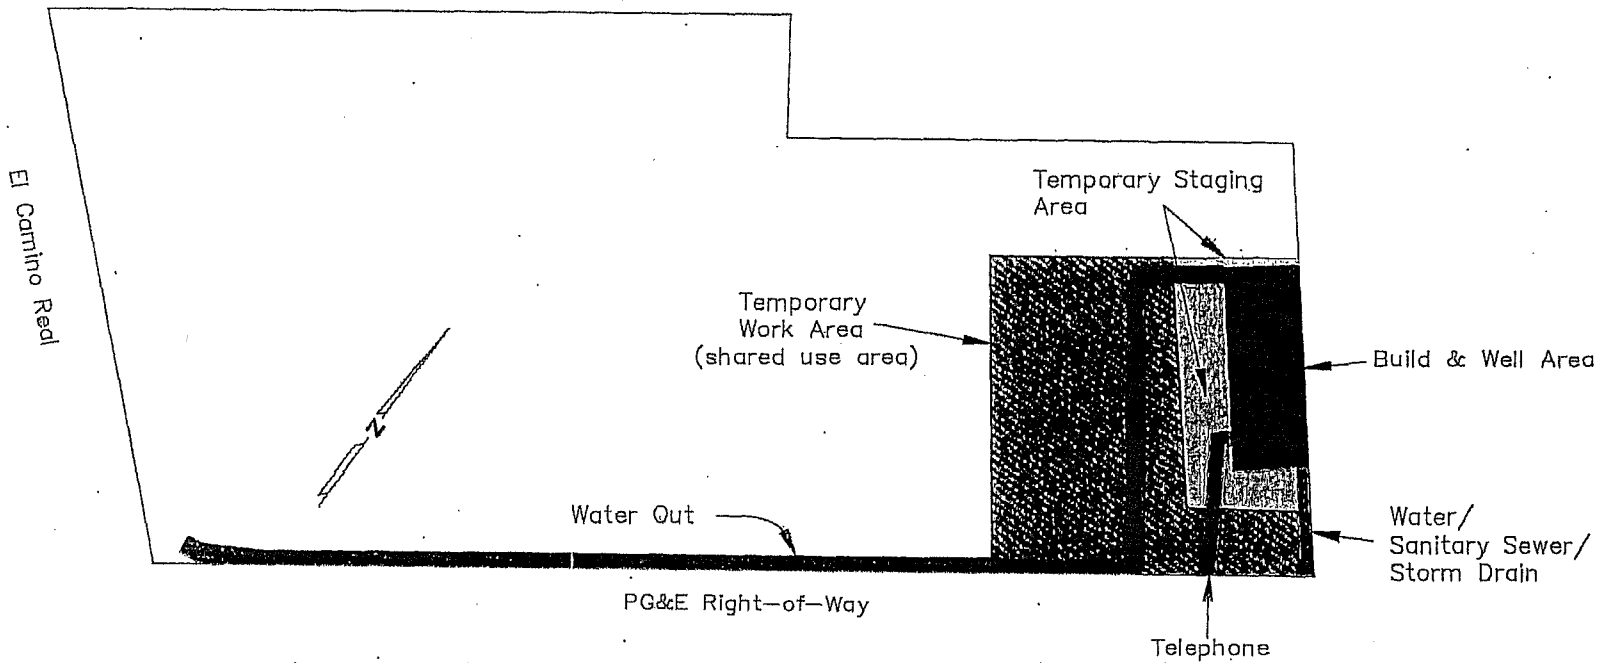 El Camino Real
Temporary Staging
Area
Temporary
Work Area
(shared use area)
Build & Well Area
N
Water Out
Water/
Sanitary Sewer/
Storm Drain
PG&E Right-of-Way
Telephone